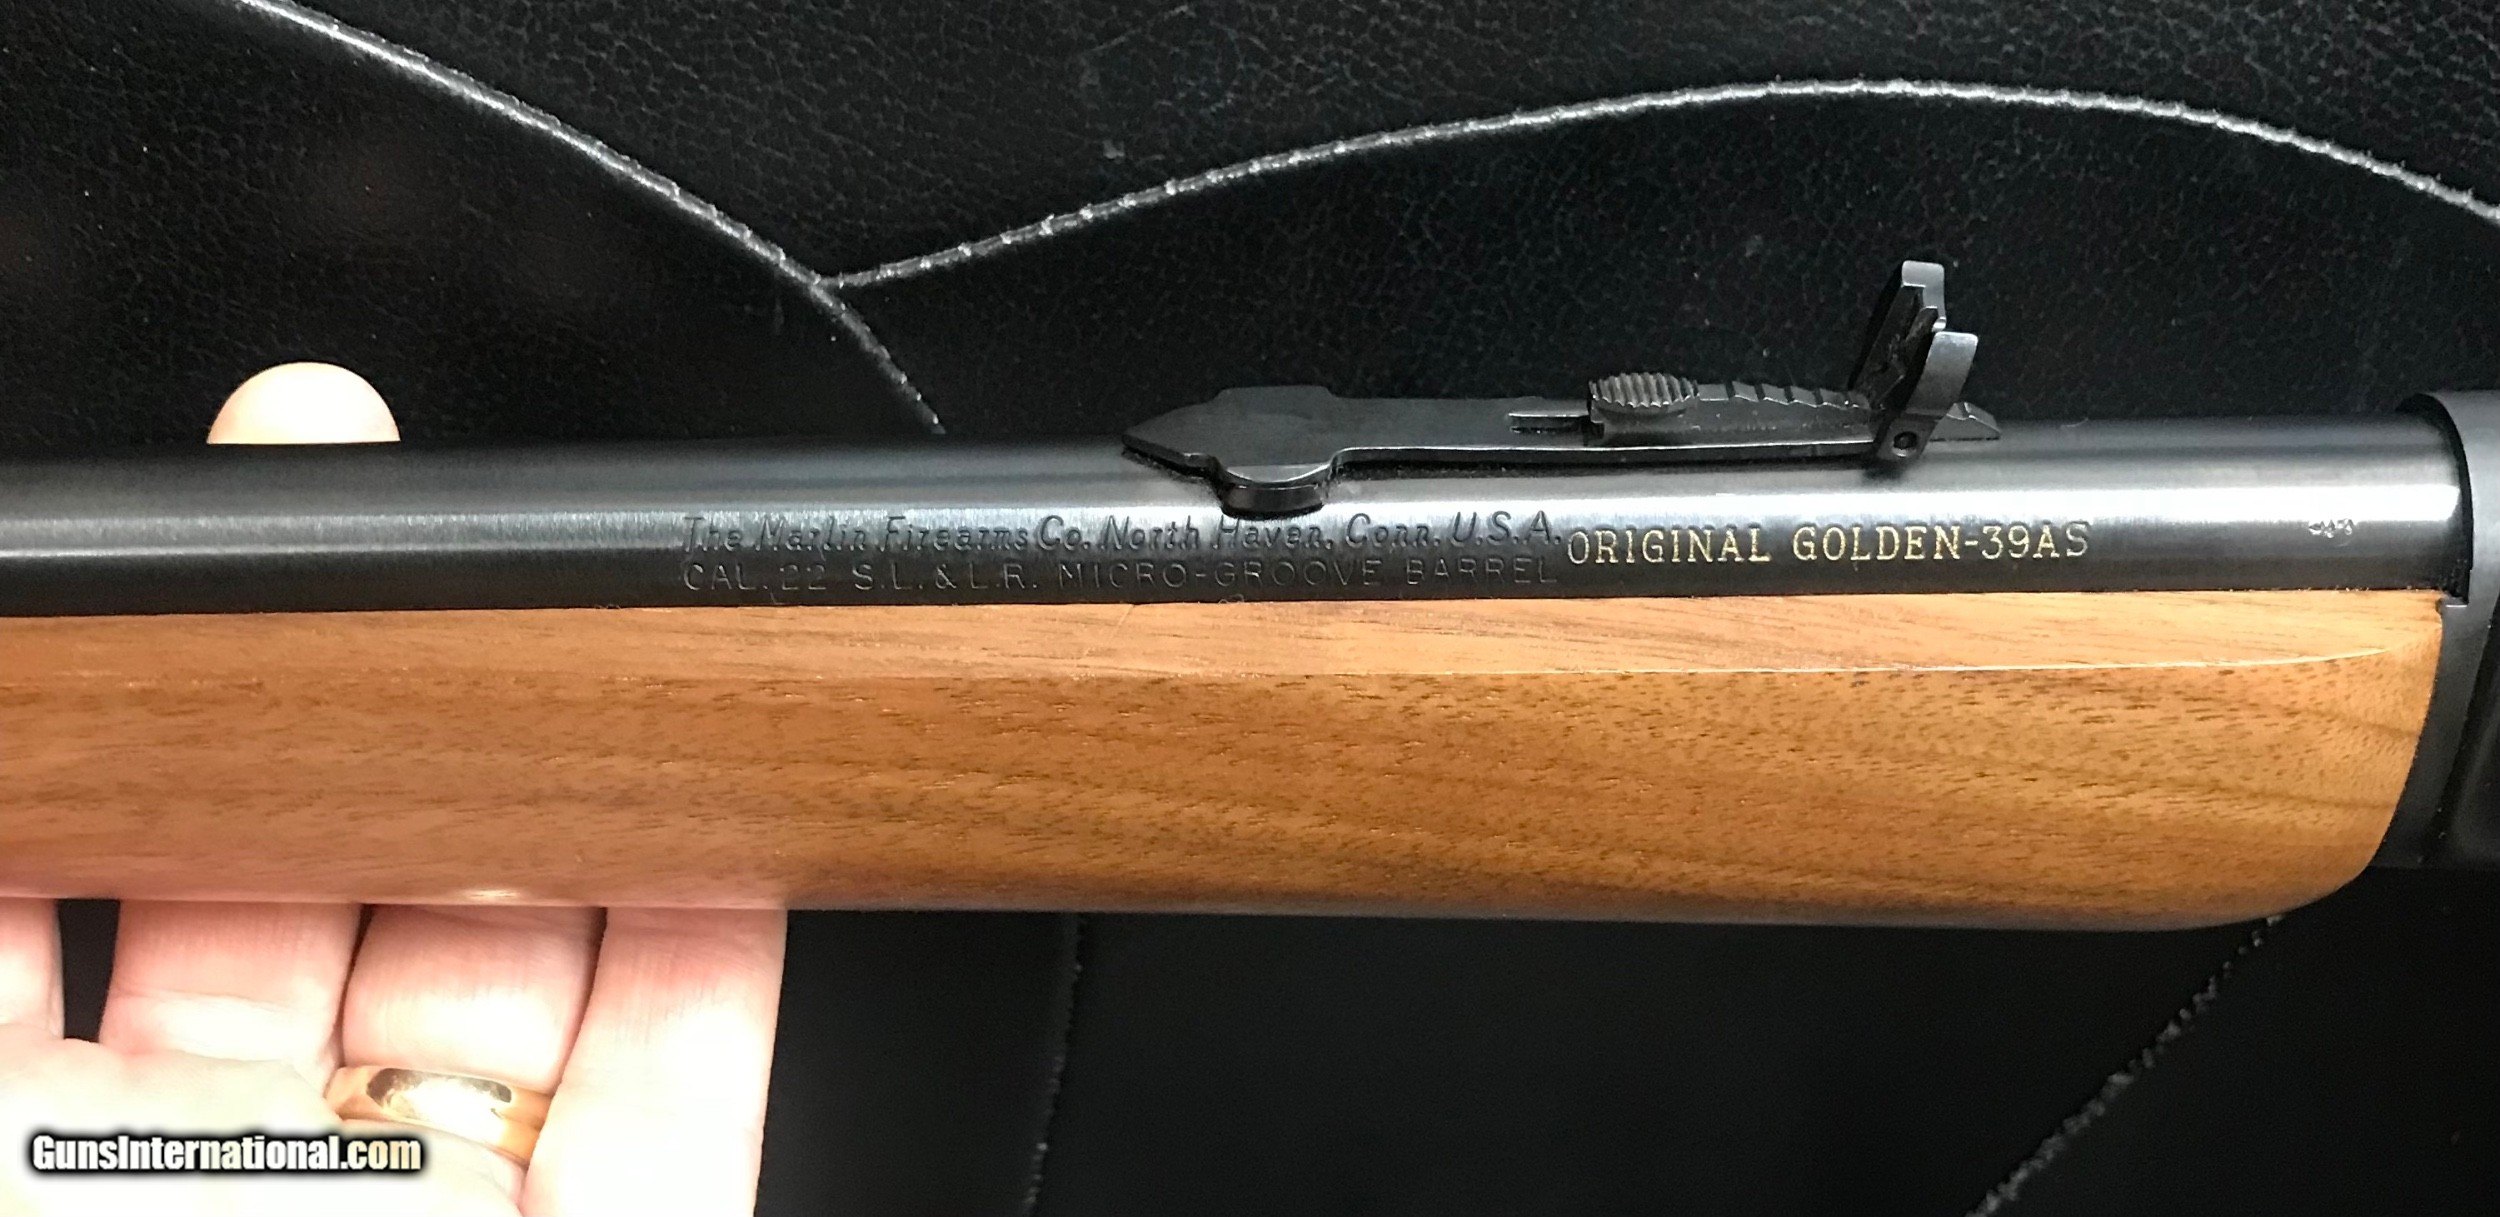 The Marlin Firearms Co. North Haven, Conn. U.S.A.
CAL. 22 S.L. & L.R. MICRO-GROOVE BARREL
ORIGINAL GOLDEN-39AS
GunsInternational.com